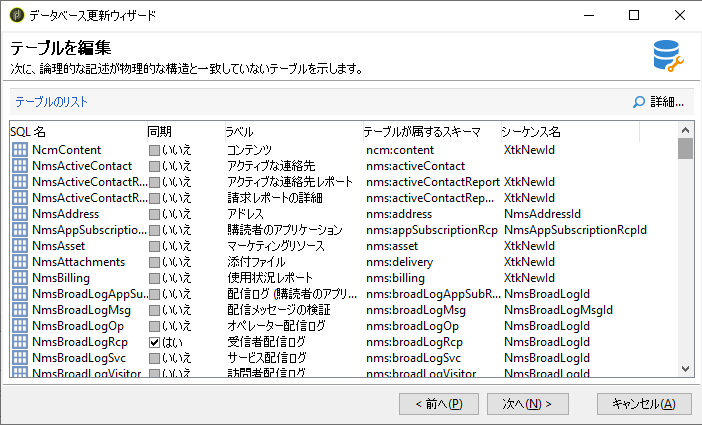 データベース更新ウィザード
テーブルを編集
次に、論理的な記述が物理的な構造と一致していないテーブルを示します。
テーブルのリスト 詳細...
SQL 名 同期 ラベル テーブルが属するスキーマ シーケンス名
NcmContent いいえ コンテンツ ncm:content XtkNewId
NmsActiveContact いいえ アクティブな連絡先 nms:activeContact
NmsActiveContactR... いいえ アクティブな連絡先レポート nms:activeContactReport XtkNewId
NmsActiveContactR... いいえ 請求レポートの詳細 nms:activeContactRep... XtkNewId
NmsAddress いいえ アドレス nms:address NmsAddressId
NmsAppSubscriptio... いいえ 購読者のアプリケーション nms:appSubscriptionRcp NmsAppSubscriptionRcpId
NmsAsset いいえ マーケティングリソース nms:asset XtkNewId
NmsAttachments いいえ 添付ファイル nms:delivery XtkNewId
NmsBilling いいえ 使用状況レポート nms:billing XtkNewId
NmsBroadLogAppSu... いいえ 配信ログ (購読者のアプリ... nms:broadLogAppSubR... NmsBroadLogId
NmsBroadLogMsg いいえ 配信メッセージの検証 nms:broadLogMsg NmsBroadLogMsgId
NmsBroadLogOp いいえ オペレーター配信ログ nms:broadLogOp NmsBroadLogId
NmsBroadLogRcp はい 受信者配信ログ nms:broadLogRcp NmsBroadLogId
NmsBroadLogSvc いいえ サービス配信ログ nms:broadLogSvc NmsBroadLogId
NmsBroadLogVisitor いいえ 訪問者配信ログ nms:broadLogVisitor NmsBroadLogId
< 前へ(P) 次へ(N) > キャンセル(A)